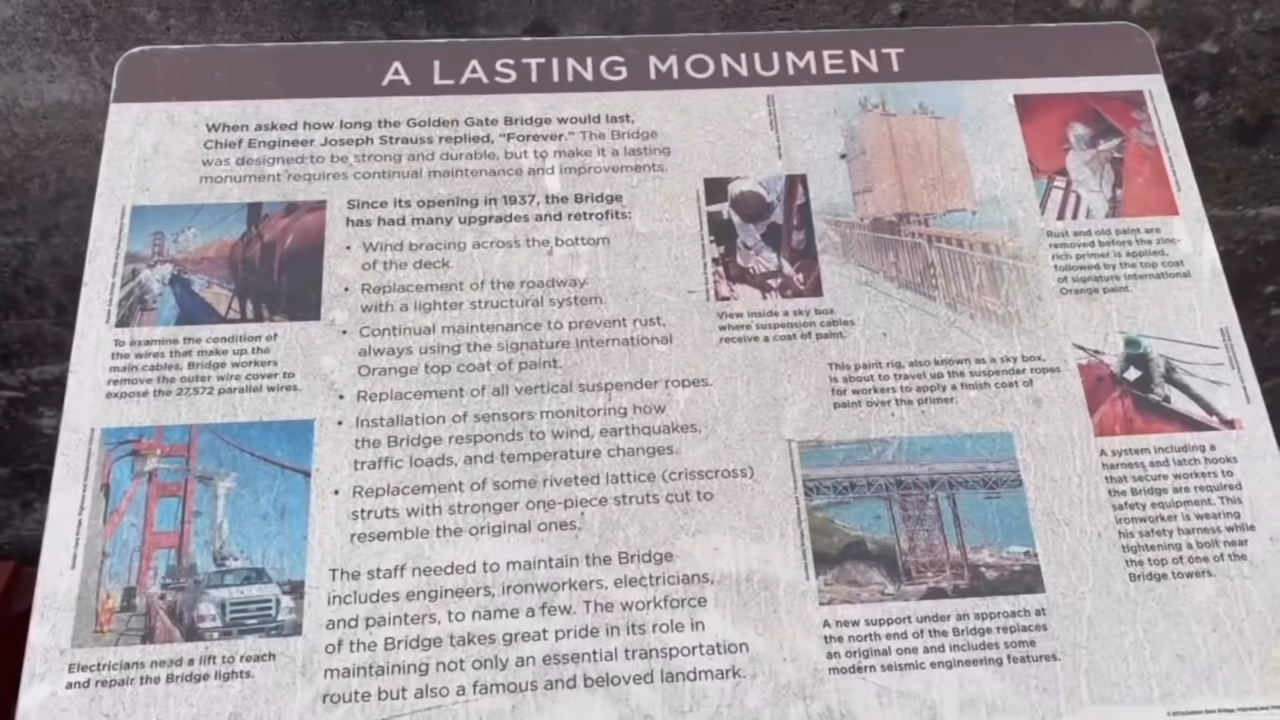 A LASTING MONUMENT
When asked how long the Golden Gate Bridge would last,
Chief Engineer Joseph Strauss replied, "Forever." The Bridge
was designed to be strong and durable, but to make it a lasting
monument requires continual maintenance and improvements.
Since its opening in 1937, the Bridge
has had many upgrades and retrofits:
• Wind bracing across the bottom
of the deck.
• Replacement of the roadway
with a lighter structural system.
• Continual maintenance to prevent rust,
always using the signature International
Orange top coat of paint.
• Replacement of all vertical suspender ropes.
• Installation of sensors monitoring how
the Bridge responds to wind, earthquakes,
traffic loads, and temperature changes.
• Replacement of some riveted lattice (crisscross)
struts with stronger one-piece struts cut to
resemble the original ones.
The staff needed to maintain the Bridge
includes engineers, ironworkers, electricians,
and painters, to name a few. The workforce
of the Bridge takes great pride in its role in
maintaining not only an essential transportation
route but also a famous and beloved landmark.
To examine the condition of
the wires that make up the
main cables, Bridge workers
remove the outer wire cover to
expose the 27,572 parallel wires.
Electricians need a lift to reach
and repair the Bridge lights.
View inside a sky box
where suspension cables
receive a coat of paint.
This paint rig, also known as a sky box,
is about to travel up the suspender ropes
for workers to apply a finish coat of
paint over the primer.
A new support under an approach at
the north end of the Bridge replaces
an original one and includes some
modern seismic engineering features.
Rust and old paint are
removed before the zinc-
rich primer is applied,
followed by the top coat
of signature International
Orange paint.
A system including a
harness and latch hooks
that secure workers to
the Bridge are required
safety equipment. This
ironworker is wearing
his safety harness while
tightening a bolt near
the top of one of the
Bridge towers.